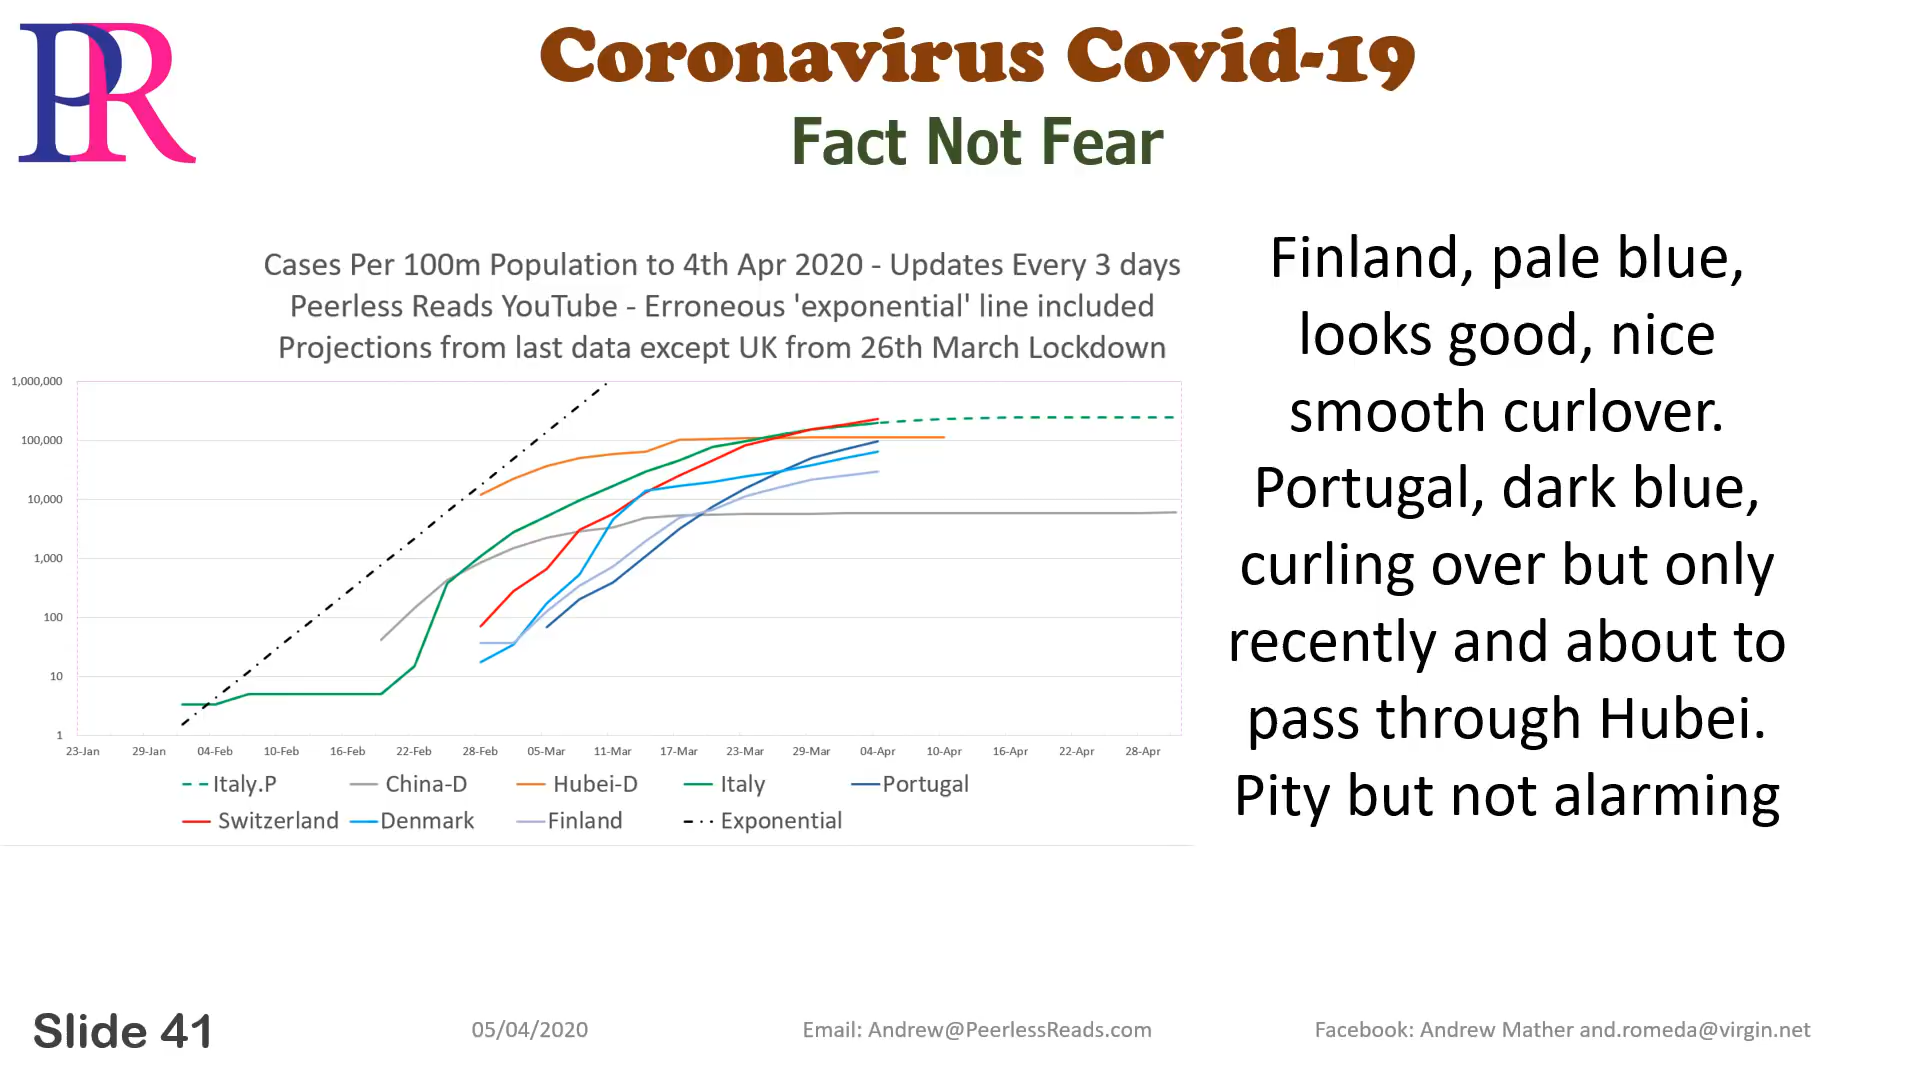 PR
Coronavirus Covid-19
Fact Not Fear
Cases Per 100m Population to 4th Apr 2020 - Updates Every 3 days
Peerless Reads YouTube - Erroneous 'exponential' line included
Projections from last data except UK from 26th March Lockdown
1,000,000
100,000
10,000
1,000
100
10
1
23-Jan 29-Jan 04-Feb 10-Feb 16-Feb 22-Feb 28-Feb 05-Mar 11-Mar 17-Mar 23-Mar 29-Mar 04-Apr 10-Apr 16-Apr 22-Apr 28-Apr
Italy.P China-D Hubei-D Italy Portugal
Switzerland Denmark Finland Exponential
Finland, pale blue,
looks good, nice
smooth curlover.
Portugal, dark blue,
curling over but only
recently and about to
pass through Hubei.
Pity but not alarming
Slide 41
05/04/2020
Email: Andrew@PeerlessReads.com
Facebook: Andrew Mather and.romeda@virgin.net